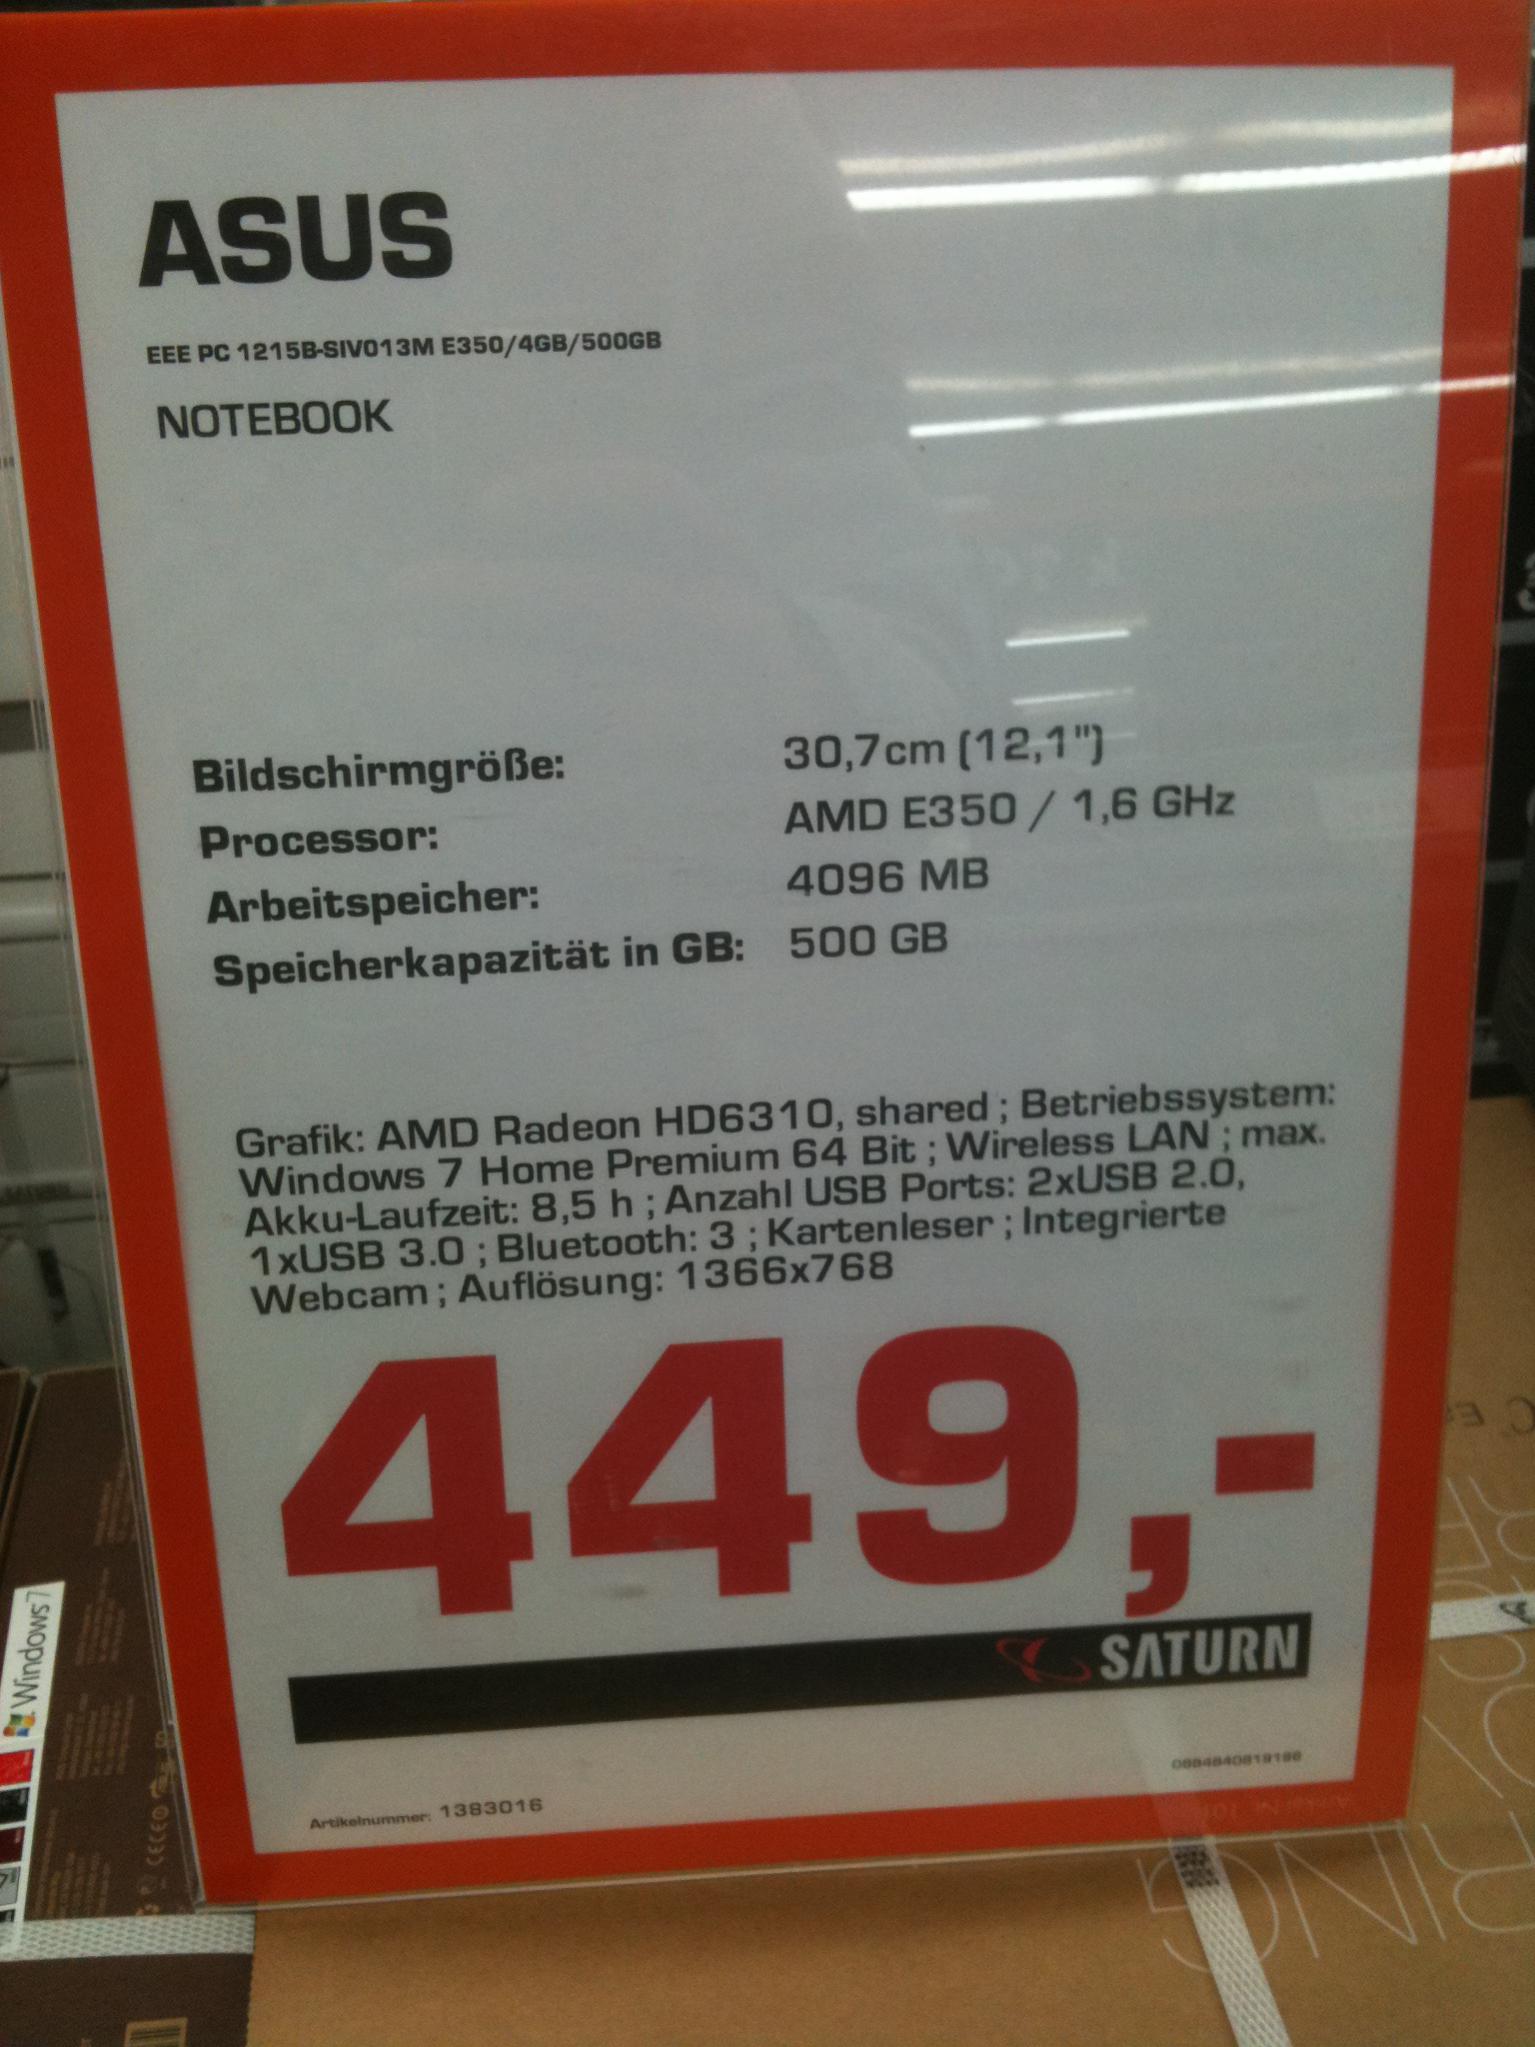 ASUS
EEE PC 1215B-SIV013M E350/4GB/500GB
NOTEBOOK
Bildschirmgröße: 30,7cm (12,1")
Processor: AMD E350 / 1,6 GHz
Arbeitspeicher: 4096 MB
Speicherkapazität in GB: 500 GB
Grafik: AMD Radeon HD6310, shared ; Betriebssystem:
Windows 7 Home Premium 64 Bit ; Wireless LAN ; max.
Akku-Laufzeit: 8,5 h ; Anzahl USB Ports: 2xUSB 2.0,
1xUSB 3.0 ; Bluetooth: 3 ; Kartenleser ; Integrierte
Webcam ; Auflösung: 1366x768
449,-
SATURN
0884840819198
Artikelnummer: 1383016
Windows 7